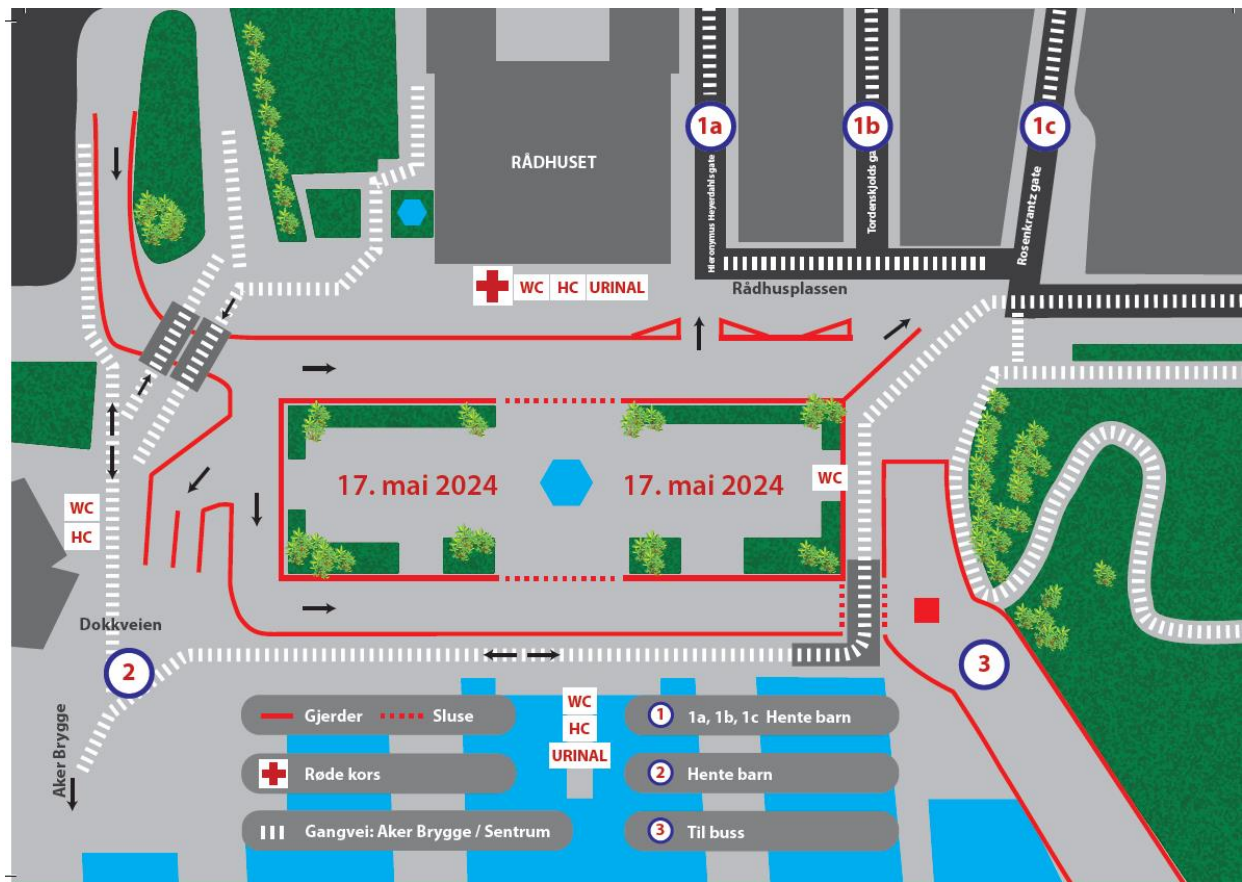 1a
1b
1c
RÅDHUSET
Hieronymus Heyerdahls gate
Tordenskjolds ga
Rosenkrantz gate
WC
HC
URINAL
Rådhusplassen
17. mai 2024
17. mai 2024
WC
WC
HC
Dokkveien
2
3
Aker Brygge
WC
HC
URINAL
Gjerder
Sluse
Røde kors
Gangvei: Aker Brygge / Sentrum
1
1a, 1b, 1c Hente barn
2
Hente barn
3
Til buss